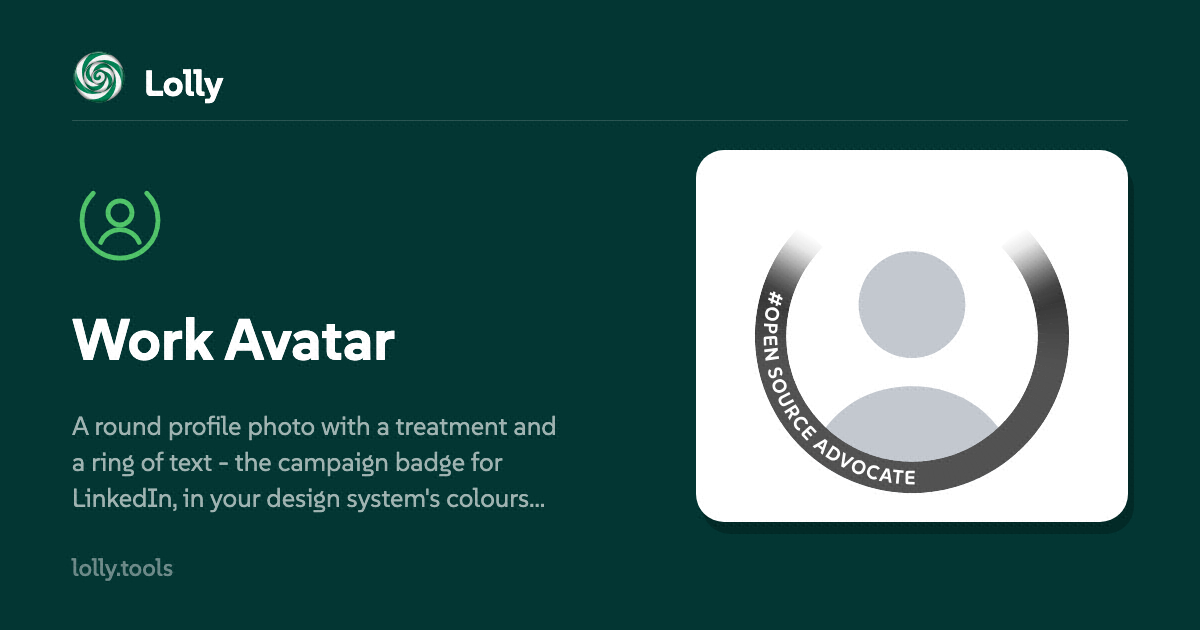 Lolly
Work Avatar
A round profile photo with a treatment and
a ring of text - the campaign badge for
LinkedIn, in your design system's colours...
lolly.tools
#OPEN SOURCE ADVOCATE